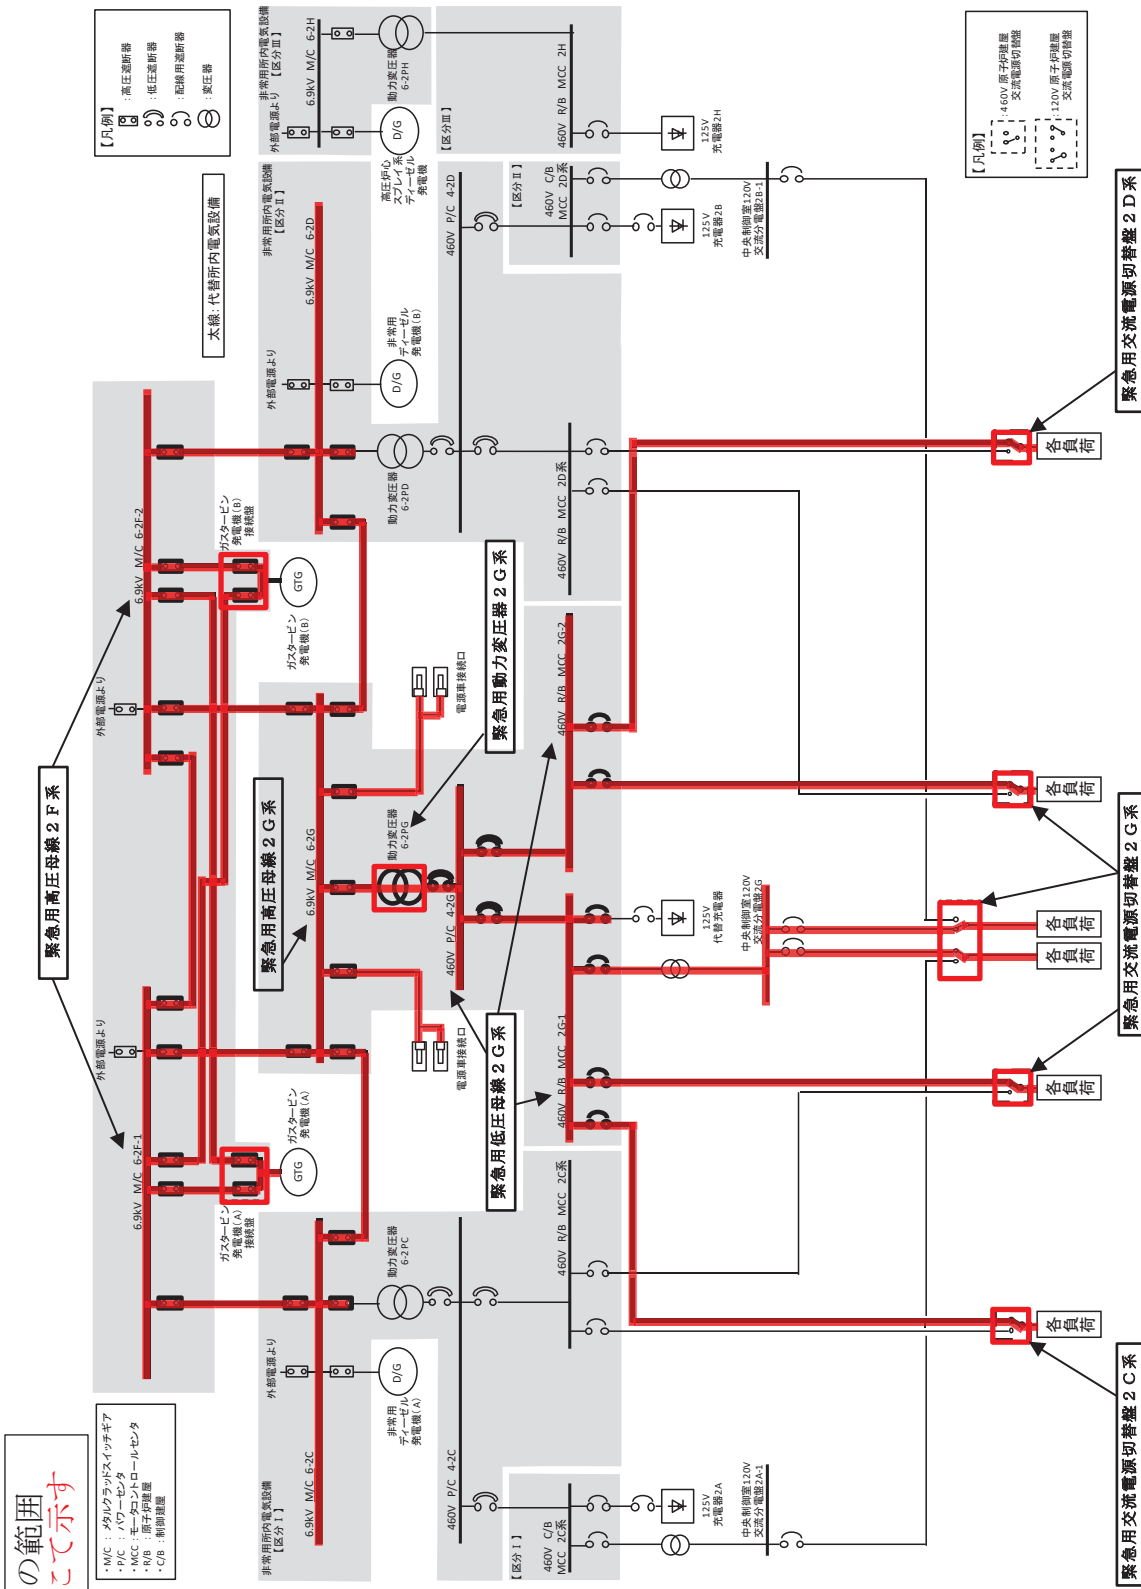 の範囲
こて示す
・M/C ：メタルクラッドスイッチギア
・P/C ：パワーセンタ
・MCC：モータコントロールセンタ
・R/B ：原子炉建屋
・C/B ：制御建屋
太線：代替所内電気設備
【凡例】
：高圧遮断器
：低圧遮断器
：配線用遮断器
：変圧器
緊急用高圧母線２Ｆ系
外部電源より
外部電源より
6.9kV M/C 6-2F-1
6.9kV M/C 6-2F-2
ガスタービン
発電機(A)
接続盤
GTG
ガスタービン
発電機(A)
ガスタービン
発電機(B)
接続盤
GTG
ガスタービン
発電機(B)
非常用所内電気設備
【区分Ⅰ】
外部電源より
6.9kV M/C 6-2C
D/G
非常用
ディーゼル
発電機(A)
動力変圧器
6-2PC
460V P/C 4-2C
緊急用高圧母線２Ｇ系
6.9kV M/C 6-2G
電源車接続口
電源車接続口
動力変圧器
6-2PG
緊急用動力変圧器２Ｇ系
460V P/C 4-2G
緊急用低圧母線２Ｇ系
非常用所内電気設備
【区分Ⅱ】
外部電源より
6.9kV M/C 6-2D
D/G
非常用
ディーゼル
発電機(B)
動力変圧器
6-2PD
460V P/C 4-2D
非常用所内電気設備
【区分Ⅲ】
外部電源より
6.9kV M/C 6-2H
D/G
高圧炉心
スプレイ系
ディーゼル
発電機
動力変圧器
6-2PH
【区分Ⅰ】
460V C/B
MCC 2C系
460V R/B MCC 2C系
460V R/B MCC 2G-1
460V R/B MCC 2G-2
460V R/B MCC 2D系
【区分Ⅱ】
460V C/B
MCC 2D系
【区分Ⅲ】
460V R/B MCC 2H
125V
充電器2A
125V
代替充電器
125V
充電器2B
125V
充電器2H
中央制御室120V
交流分電盤2A-1
中央制御室120V
交流分電盤2G
中央制御室120V
交流分電盤2B-1
各負荷
各負荷
各負荷
各負荷
各負荷
各負荷
緊急用交流電源切替盤２Ｃ系
緊急用交流電源切替盤２Ｇ系
緊急用交流電源切替盤２Ｄ系
【凡例】
：460V 原子炉建屋
交流電源切替盤
：120V 原子炉建屋
交流電源切替盤